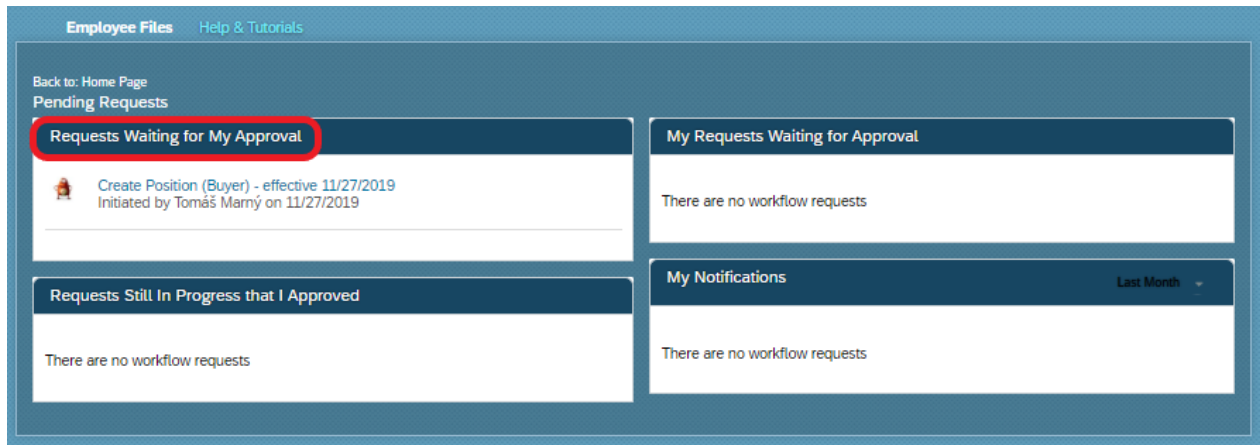 Employee Files Help & Tutorials
Back to: Home Page
Pending Requests
Requests Waiting for My Approval
Create Position (Buyer) - effective 11/27/2019
Initiated by Tomáš Marný on 11/27/2019
My Requests Waiting for Approval
There are no workflow requests
Requests Still In Progress that I Approved
There are no workflow requests
My Notifications Last Month
There are no workflow requests